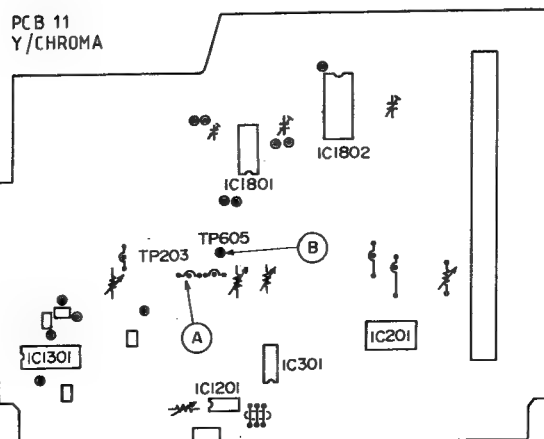 PCB 11
Y/CHROMA
IC1802
IC1801
TP605
B
TP203
A
IC1301
IC301
IC201
IC1201